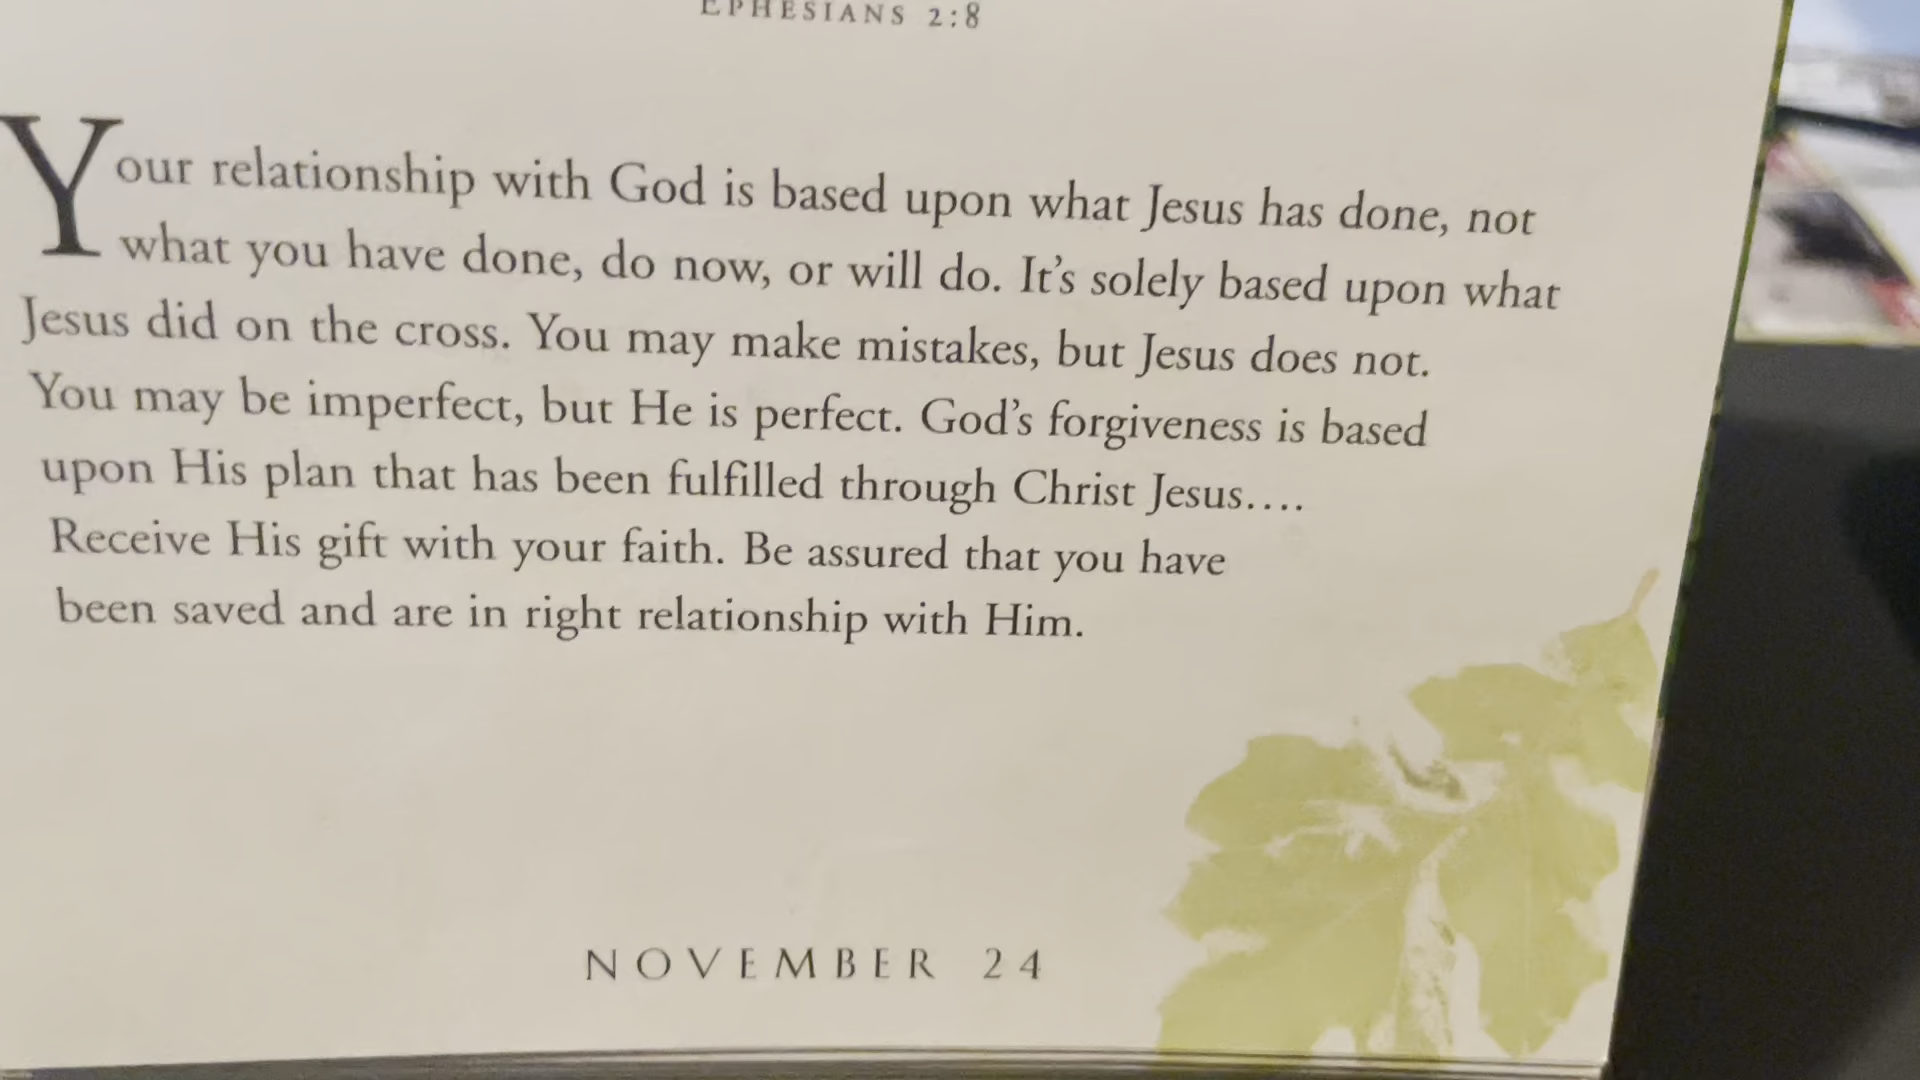 EPHESIANS 2:8
Your relationship with God is based upon what Jesus has done, not
what you have done, do now, or will do. It's solely based upon what
Jesus did on the cross. You may make mistakes, but Jesus does not.
You may be imperfect, but He is perfect. God's forgiveness is based
upon His plan that has been fulfilled through Christ Jesus....
Receive His gift with your faith. Be assured that you have
been saved and are in right relationship with Him.
NOVEMBER 24